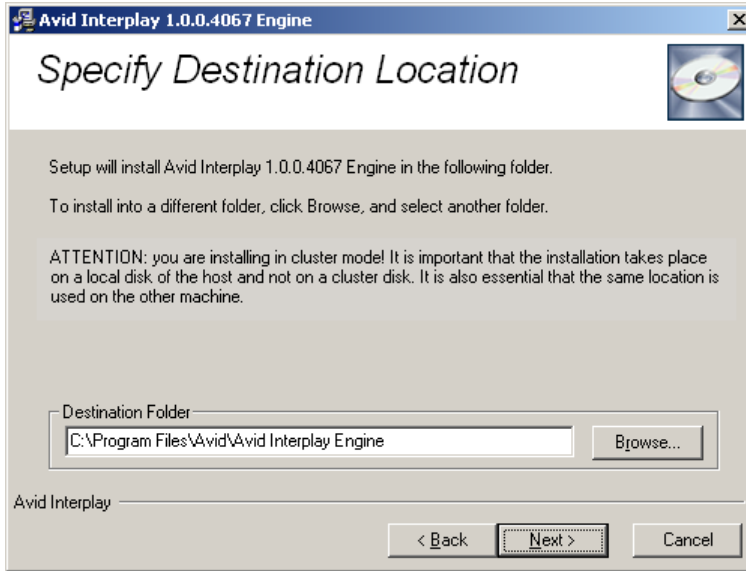 Avid Interplay 1.0.0.4067 Engine
Specify Destination Location
Setup will install Avid Interplay 1.0.0.4067 Engine in the following folder.
To install into a different folder, click Browse, and select another folder.
ATTENTION: you are installing in cluster mode! It is important that the installation takes place
on a local disk of the host and not on a cluster disk. It is also essential that the same location is
used on the other machine.
Destination Folder
C:\Program Files\Avid\Avid Interplay Engine
Browse...
Avid Interplay
< Back
Next >
Cancel